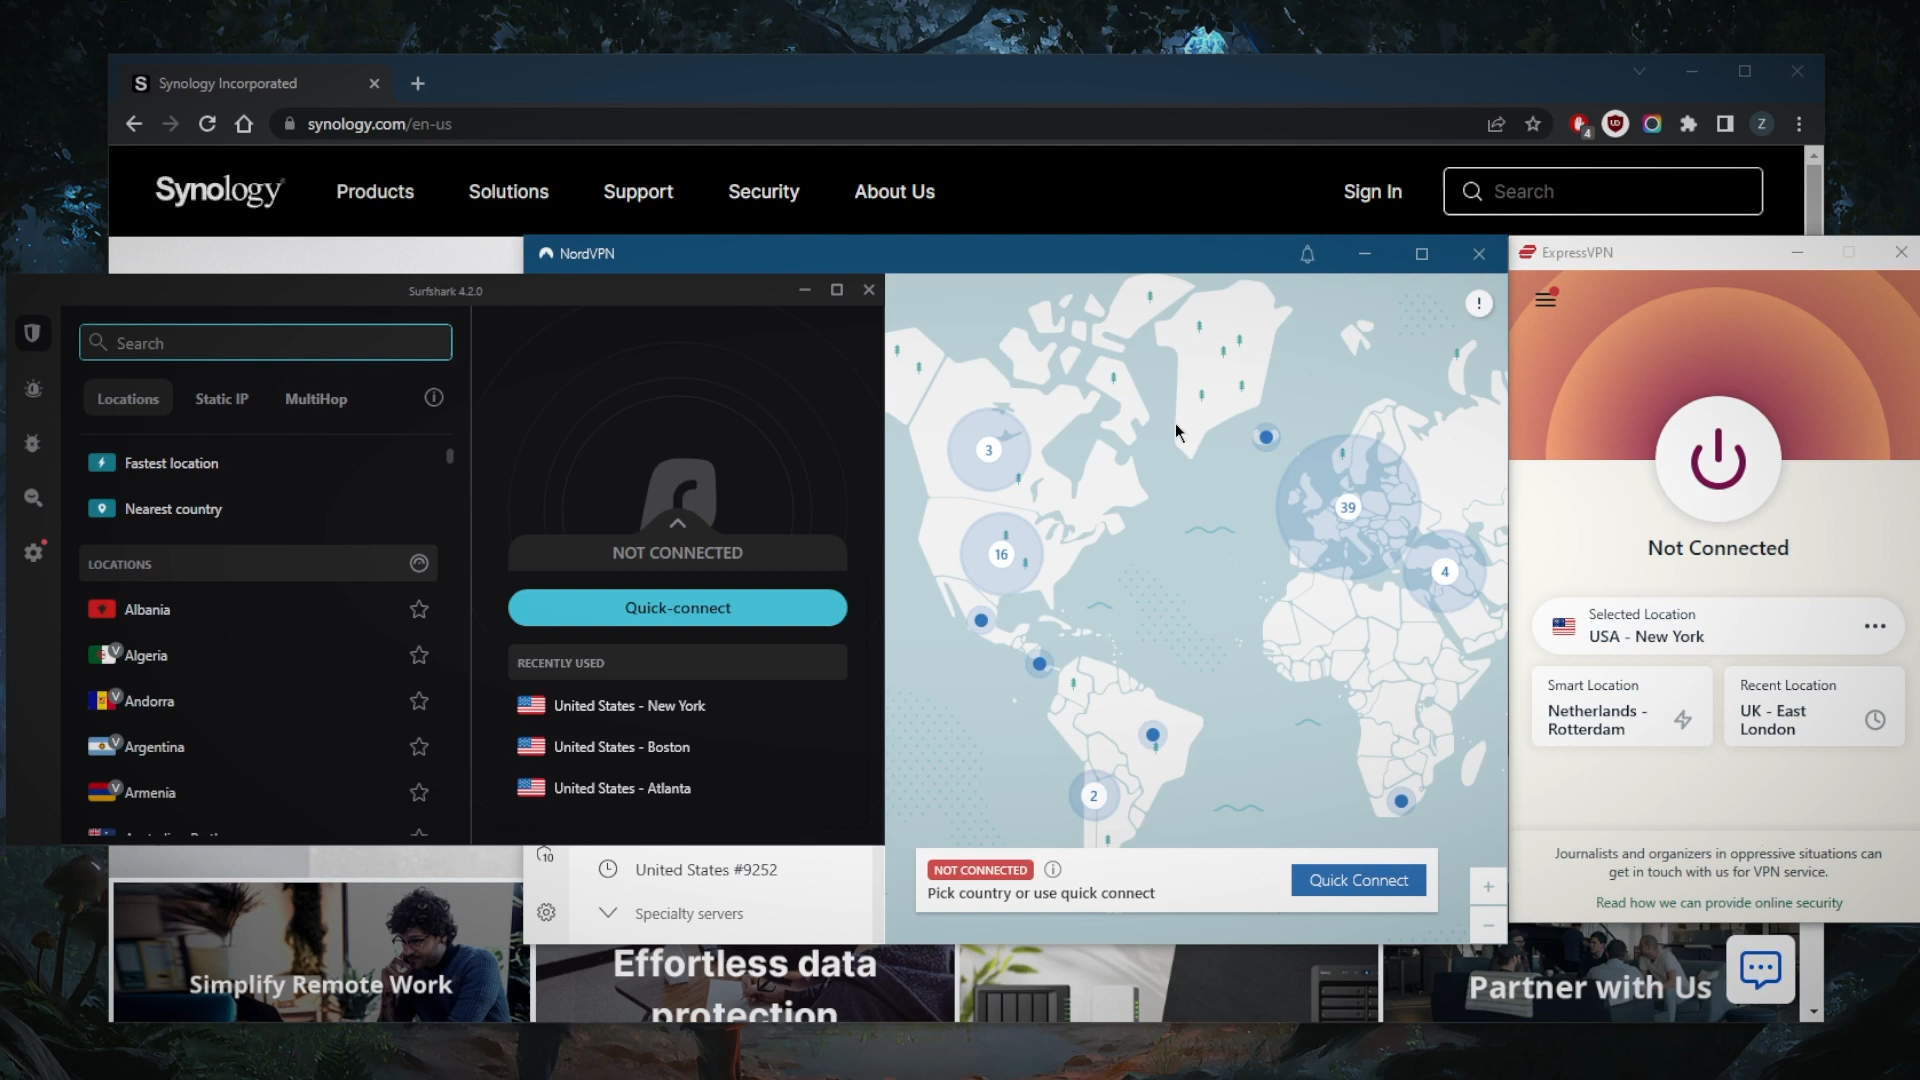 Synology Incorporated
synology.com/en-us
4
UD
Z
Synology
Products
Solutions
Support
Security
About Us
Sign In
Search
NordVPN
ExpressVPN
Surfshark 4.2.0
Search
Locations
Static IP
MultiHop
Fastest location
Nearest country
LOCATIONS
Albania
V
Algeria
V
Andorra
V
Argentina
V
Armenia
NOT CONNECTED
Quick-connect
RECENTLY USED
United States - New York
United States - Boston
United States - Atlanta
10
United States #9252
Specialty servers
!
3
39
16
4
2
NOT CONNECTED
Pick country or use quick connect
Quick Connect
+
−
Not Connected
Selected Location
USA - New York
Smart Location
Netherlands -
Rotterdam
Recent Location
UK - East
London
Journalists and organizers in oppressive situations can
get in touch with us for VPN service.
Read how we can provide online security
Simplify Remote Work
Effortless data
protection
Partner with Us